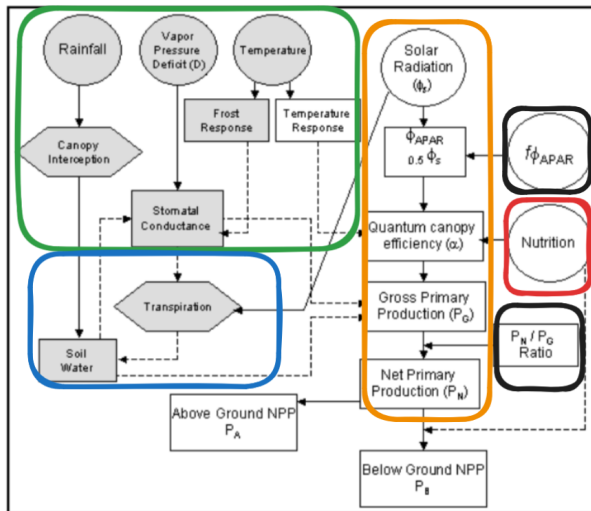 Rainfall
Vapor
Pressure
Deficit (D)
Temperature
Solar
Radiation
(ϕs)
Frost
Response
Temperature
Response
ϕAPAR
0.5 ϕs
fϕAPAR
Canopy
Interception
Stomatal
Conductance
Quantum canopy
efficiency (α)
Nutrition
Transpiration
Gross Primary
Production (PG)
Soil
Water
PN / PG
Ratio
Net Primary
Production (PN)
Above Ground NPP
PA
Below Ground NPP
PB